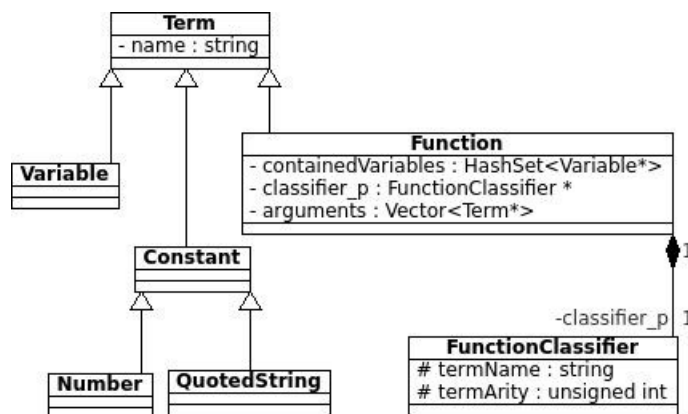 Term
- name : string
Function
- containedVariables : HashSet<Variable*>
- classifier_p : FunctionClassifier *
- arguments : Vector<Term*>
Variable
Constant
1
-classifier_p 1
FunctionClassifier
# termName : string
# termArity : unsigned int
Number
QuotedString